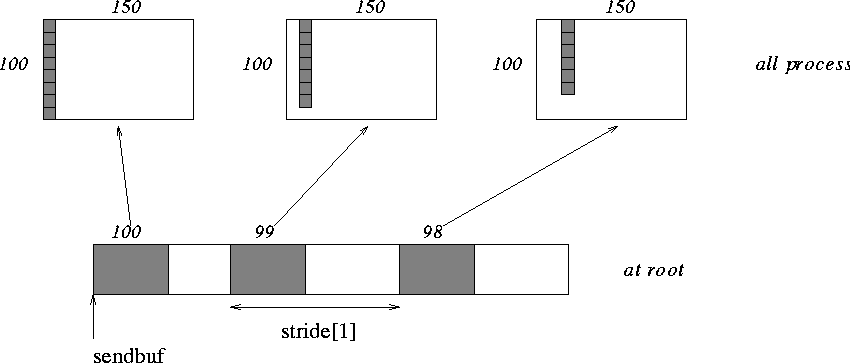 150 150 150
100 100 100 all process
100 99 98
at root
stride[1]
sendbuf